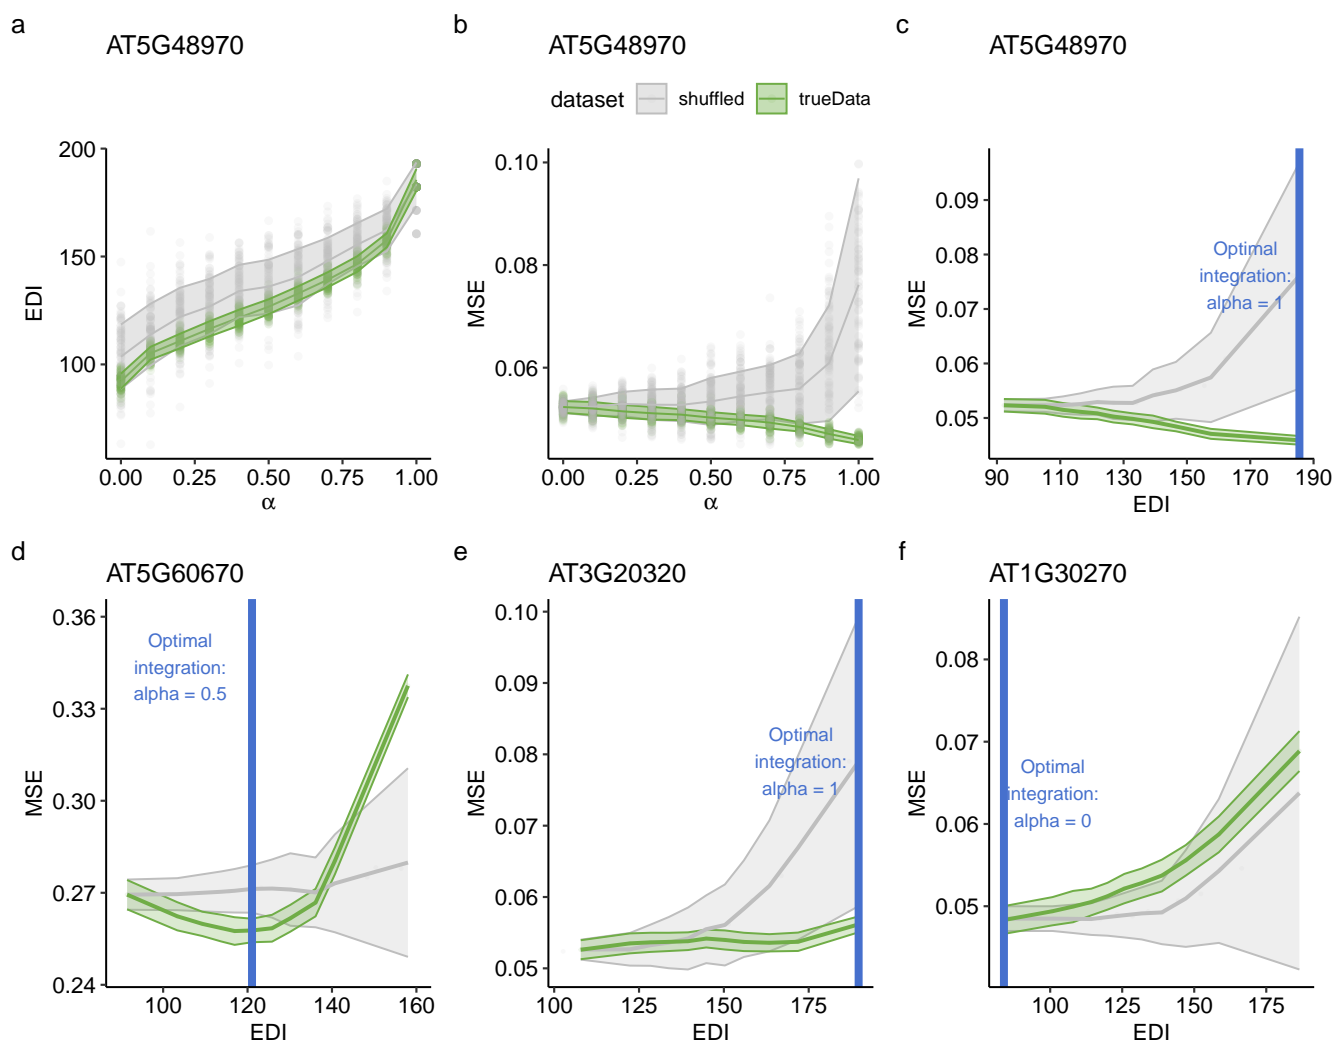 a
AT5G48970
b
AT5G48970
c
AT5G48970
dataset shuffled trueData
200
150
100
EDI
0.00 0.25 0.50 0.75 1.00
α
0.10
0.08
0.06
MSE
0.00 0.25 0.50 0.75 1.00
α
0.09
0.08
0.07
0.06
0.05
MSE
Optimal
integration:
alpha = 1
90 110 130 150 170 190
EDI
d
AT5G60670
0.36
0.33
0.30
0.27
0.24
MSE
Optimal
integration:
alpha = 0.5
100 120 140 160
EDI
e
AT3G20320
0.10
0.09
0.08
0.07
0.06
0.05
MSE
Optimal
integration:
alpha = 1
100 125 150 175
EDI
f
AT1G30270
0.08
0.07
0.06
0.05
MSE
Optimal
integration:
alpha = 0
100 125 150 175
EDI